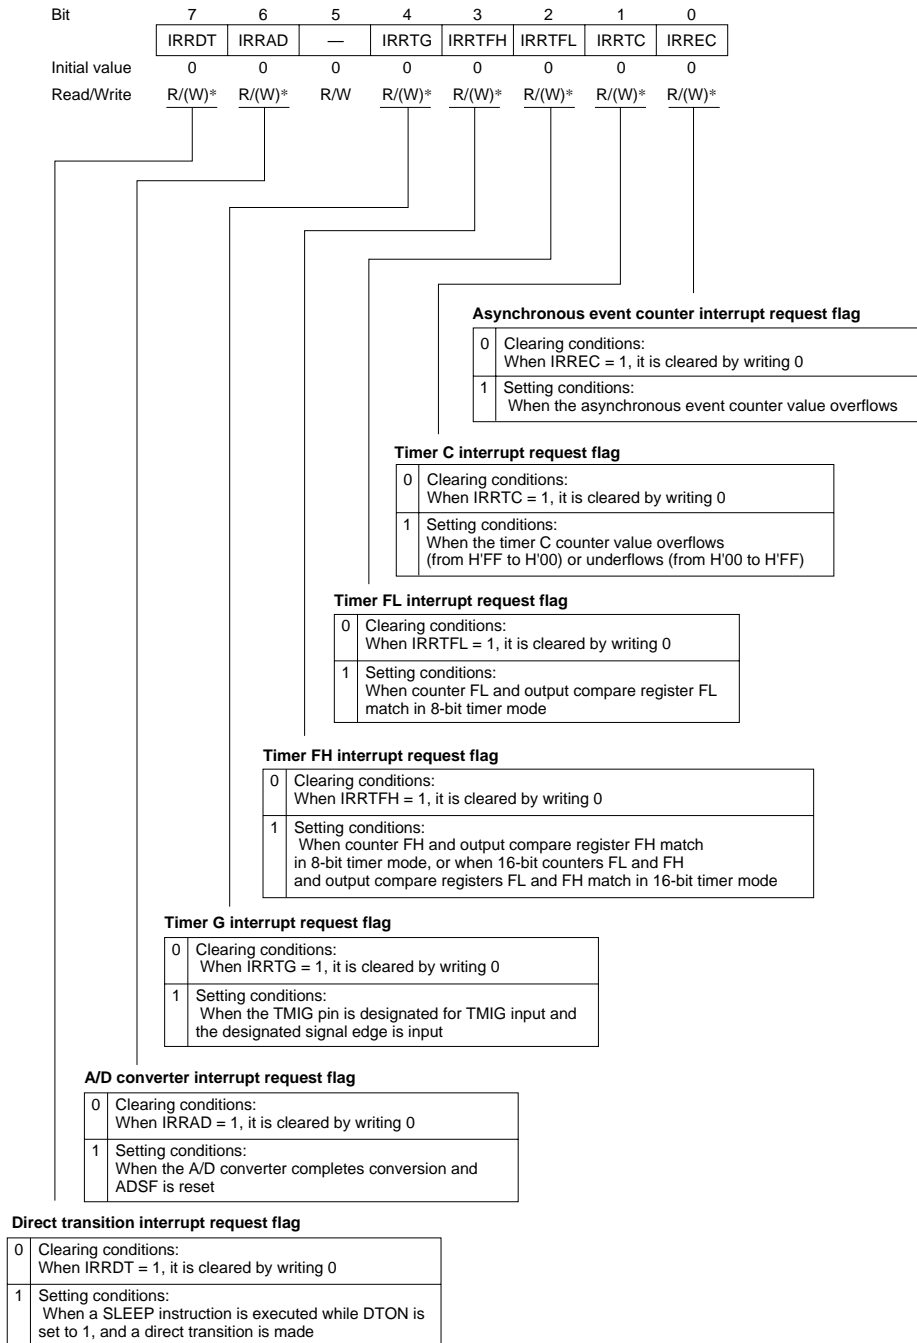 Bit 7 6 5 4 3 2 1 0
IRRDT IRRAD — IRRTG IRRTFH IRRTFL IRRTC IRREC
Initial value 0 0 0 0 0 0 0 0
Read/Write R/(W)* R/(W)* R/W R/(W)* R/(W)* R/(W)* R/(W)* R/(W)*
Asynchronous event counter interrupt request flag
0 Clearing conditions:
When IRREC = 1, it is cleared by writing 0
1 Setting conditions:
When the asynchronous event counter value overflows
Timer C interrupt request flag
0 Clearing conditions:
When IRRTC = 1, it is cleared by writing 0
1 Setting conditions:
When the timer C counter value overflows
(from H'FF to H'00) or underflows (from H'00 to H'FF)
Timer FL interrupt request flag
0 Clearing conditions:
When IRRTFL = 1, it is cleared by writing 0
1 Setting conditions:
When counter FL and output compare register FL
match in 8-bit timer mode
Timer FH interrupt request flag
0 Clearing conditions:
When IRRTFH = 1, it is cleared by writing 0
1 Setting conditions:
When counter FH and output compare register FH match
in 8-bit timer mode, or when 16-bit counters FL and FH
and output compare registers FL and FH match in 16-bit timer mode
Timer G interrupt request flag
0 Clearing conditions:
When IRRTG = 1, it is cleared by writing 0
1 Setting conditions:
When the TMIG pin is designated for TMIG input and
the designated signal edge is input
A/D converter interrupt request flag
0 Clearing conditions:
When IRRAD = 1, it is cleared by writing 0
1 Setting conditions:
When the A/D converter completes conversion and
ADSF is reset
Direct transition interrupt request flag
0 Clearing conditions:
When IRRDT = 1, it is cleared by writing 0
1 Setting conditions:
When a SLEEP instruction is executed while DTON is
set to 1, and a direct transition is made